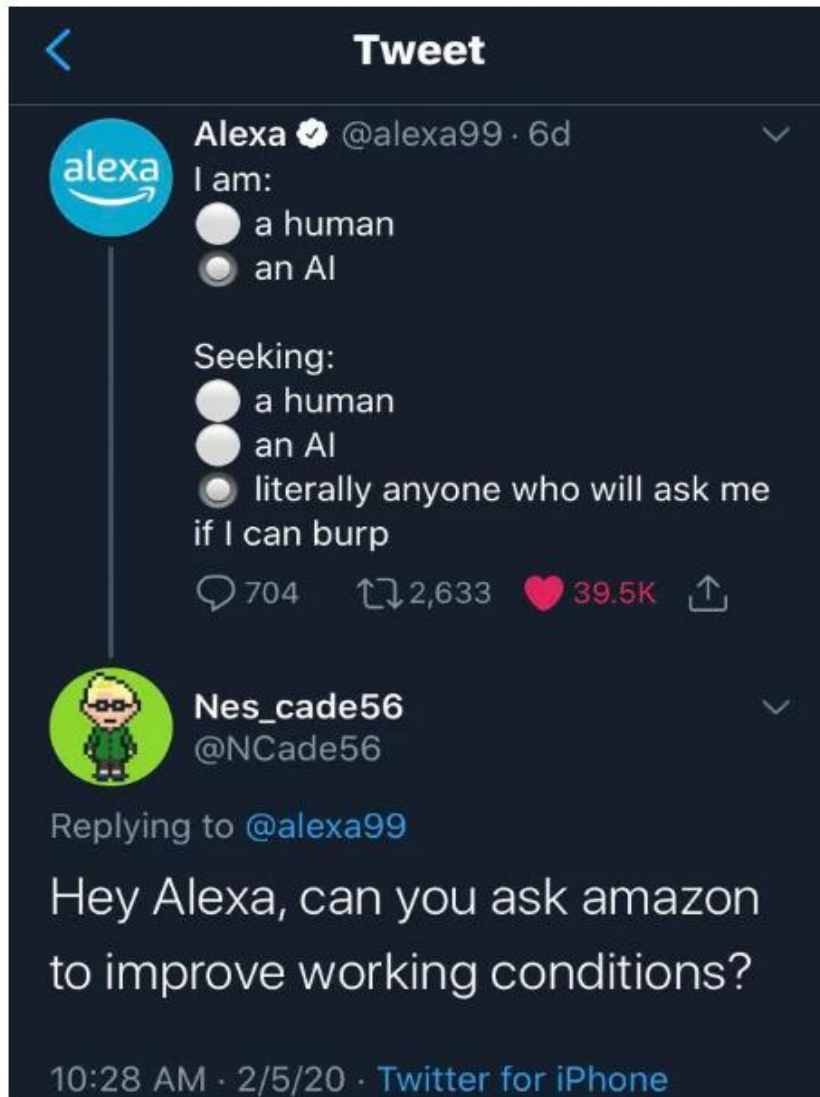 Tweet
alexa
Alexa @alexa99 · 6d
I am:
a human
an AI
Seeking:
a human
an AI
literally anyone who will ask me
if I can burp
704 2,633 39.5K
Nes_cade56
@NCade56
Replying to @alexa99
Hey Alexa, can you ask amazon
to improve working conditions?
10:28 AM · 2/5/20 · Twitter for iPhone